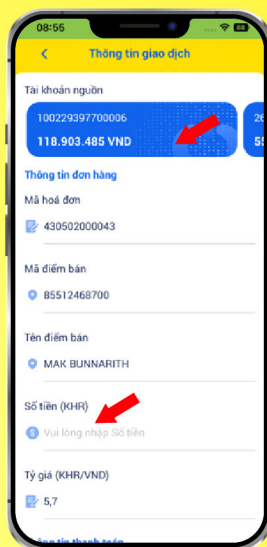 08:55
Thông tin giao dịch
Tài khoản nguồn
100229397700006
26
118.903.485 VND
55
Thông tin đơn hàng
Mã hoá đơn
430502000043
Mã điểm bán
85512468700
Tên điểm bán
MAK BUNNARITH
Số tiền (KHR)
Vui lòng nhập Số tiền
Tỷ giá (KHR/VND)
5,7